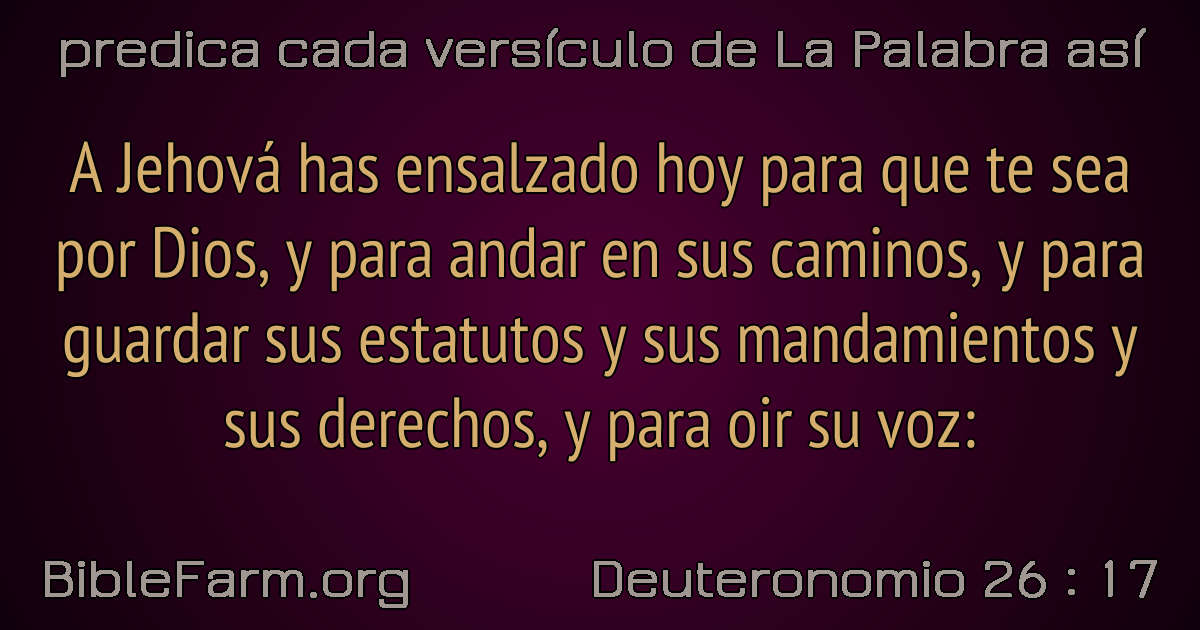 predica cada versículo de La Palabra así
A Jehová has ensalzado hoy para que te sea
por Dios, y para andar en sus caminos, y para
guardar sus estatutos y sus mandamientos y
sus derechos, y para oir su voz:
BibleFarm.org
Deuteronomio 26 : 17